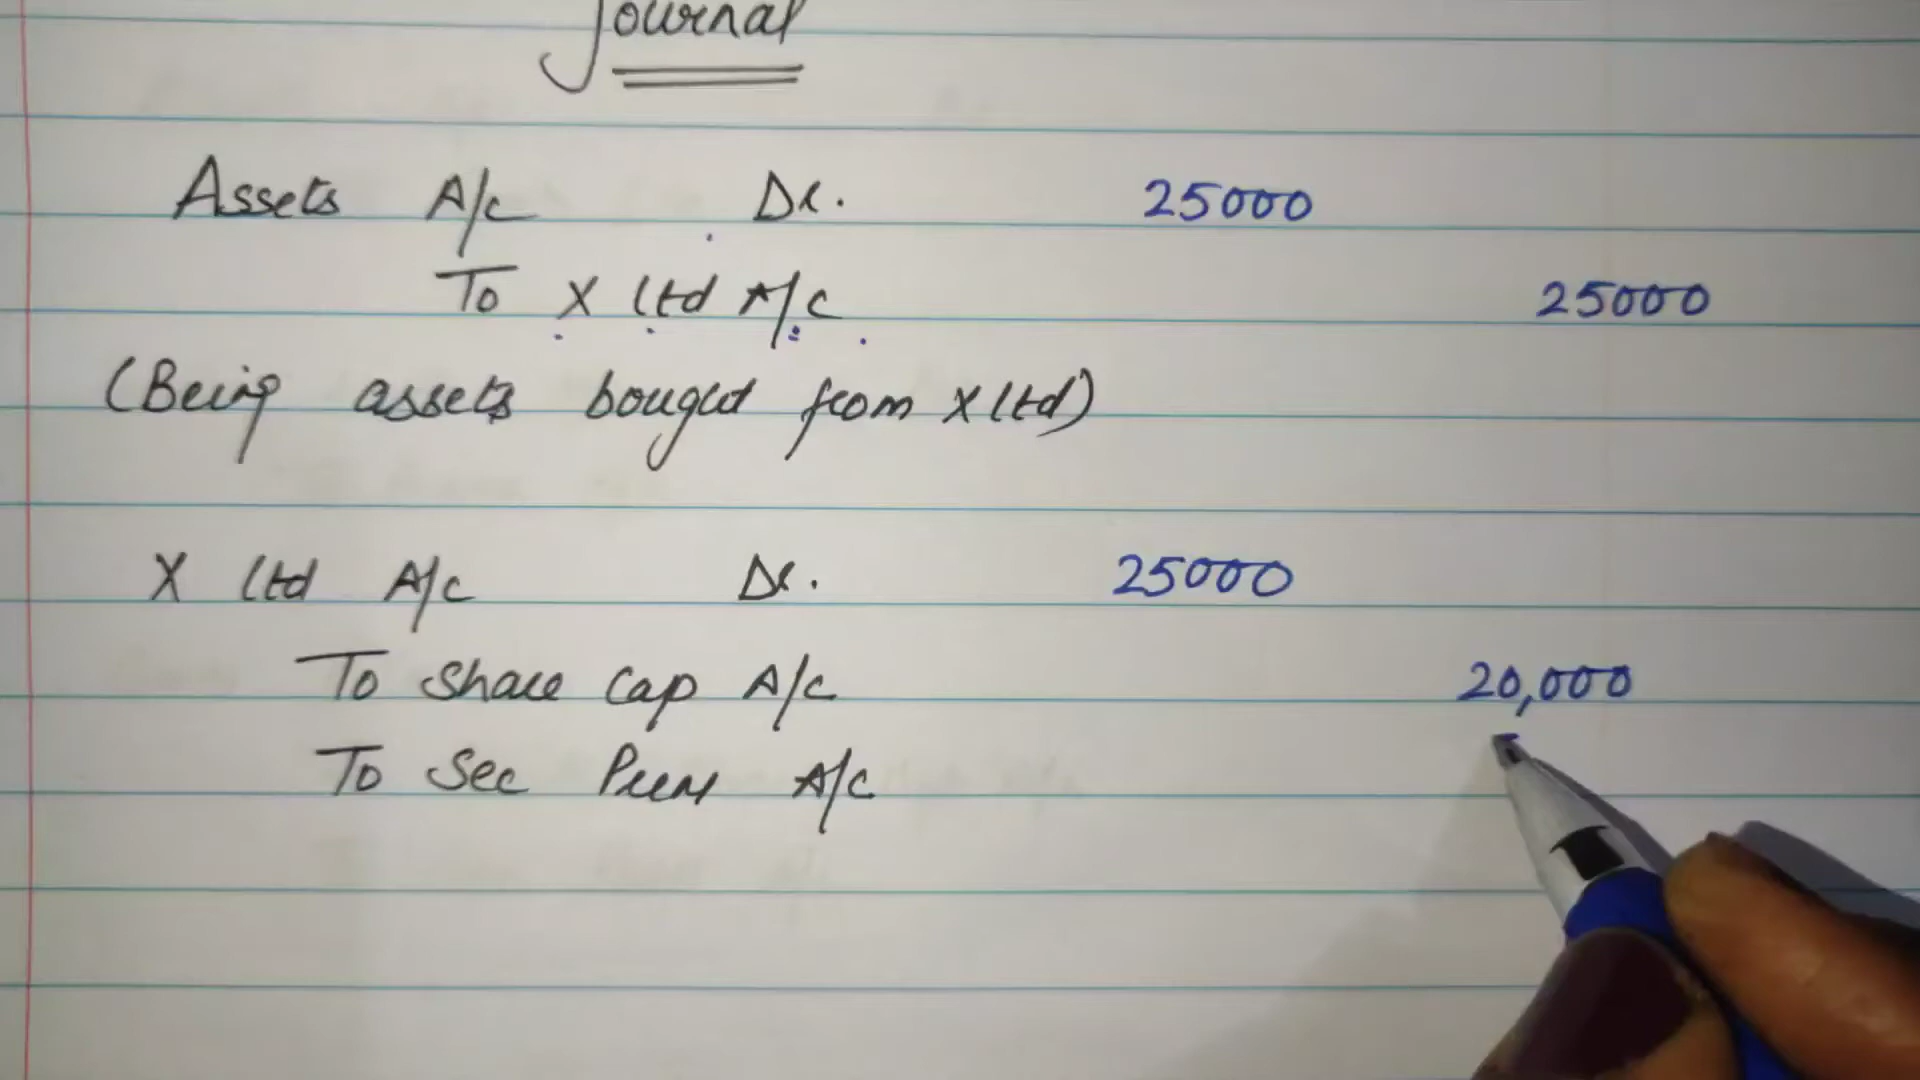 Journal
Assets A/c Dr. 25000
To X Ltd A/c 25000
(Being assets bought from X Ltd)
X Ltd A/c Dr. 25000
To Share Cap A/c 20,000
To Sec Prem A/c